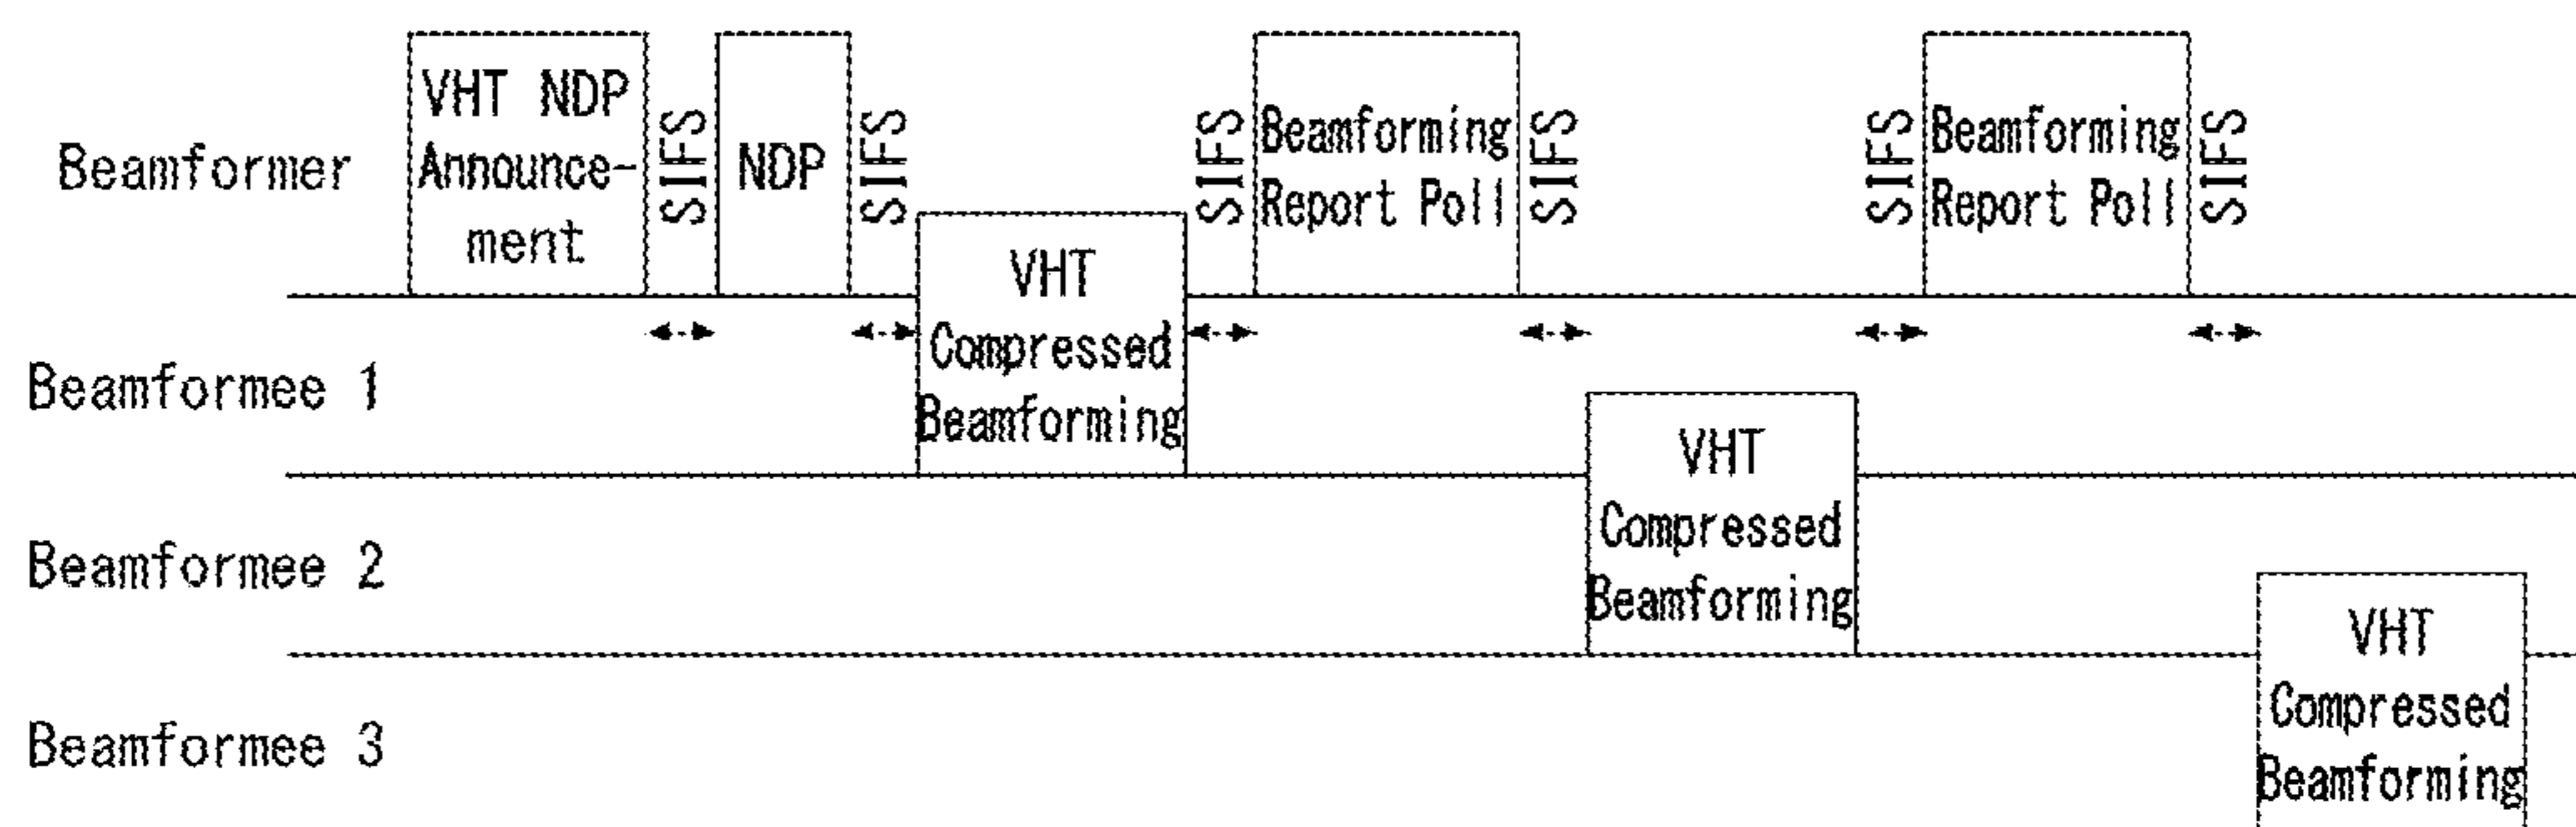 Beamformer
VHT NDP
Announce-
ment
SIFS
NDP
SIFS
SIFS
Beamforming
Report Poll
SIFS
SIFS
Beamforming
Report Poll
SIFS
Beamformee 1
VHT
Compressed
Beamforming
Beamformee 2
VHT
Compressed
Beamforming
Beamformee 3
VHT
Compressed
Beamforming